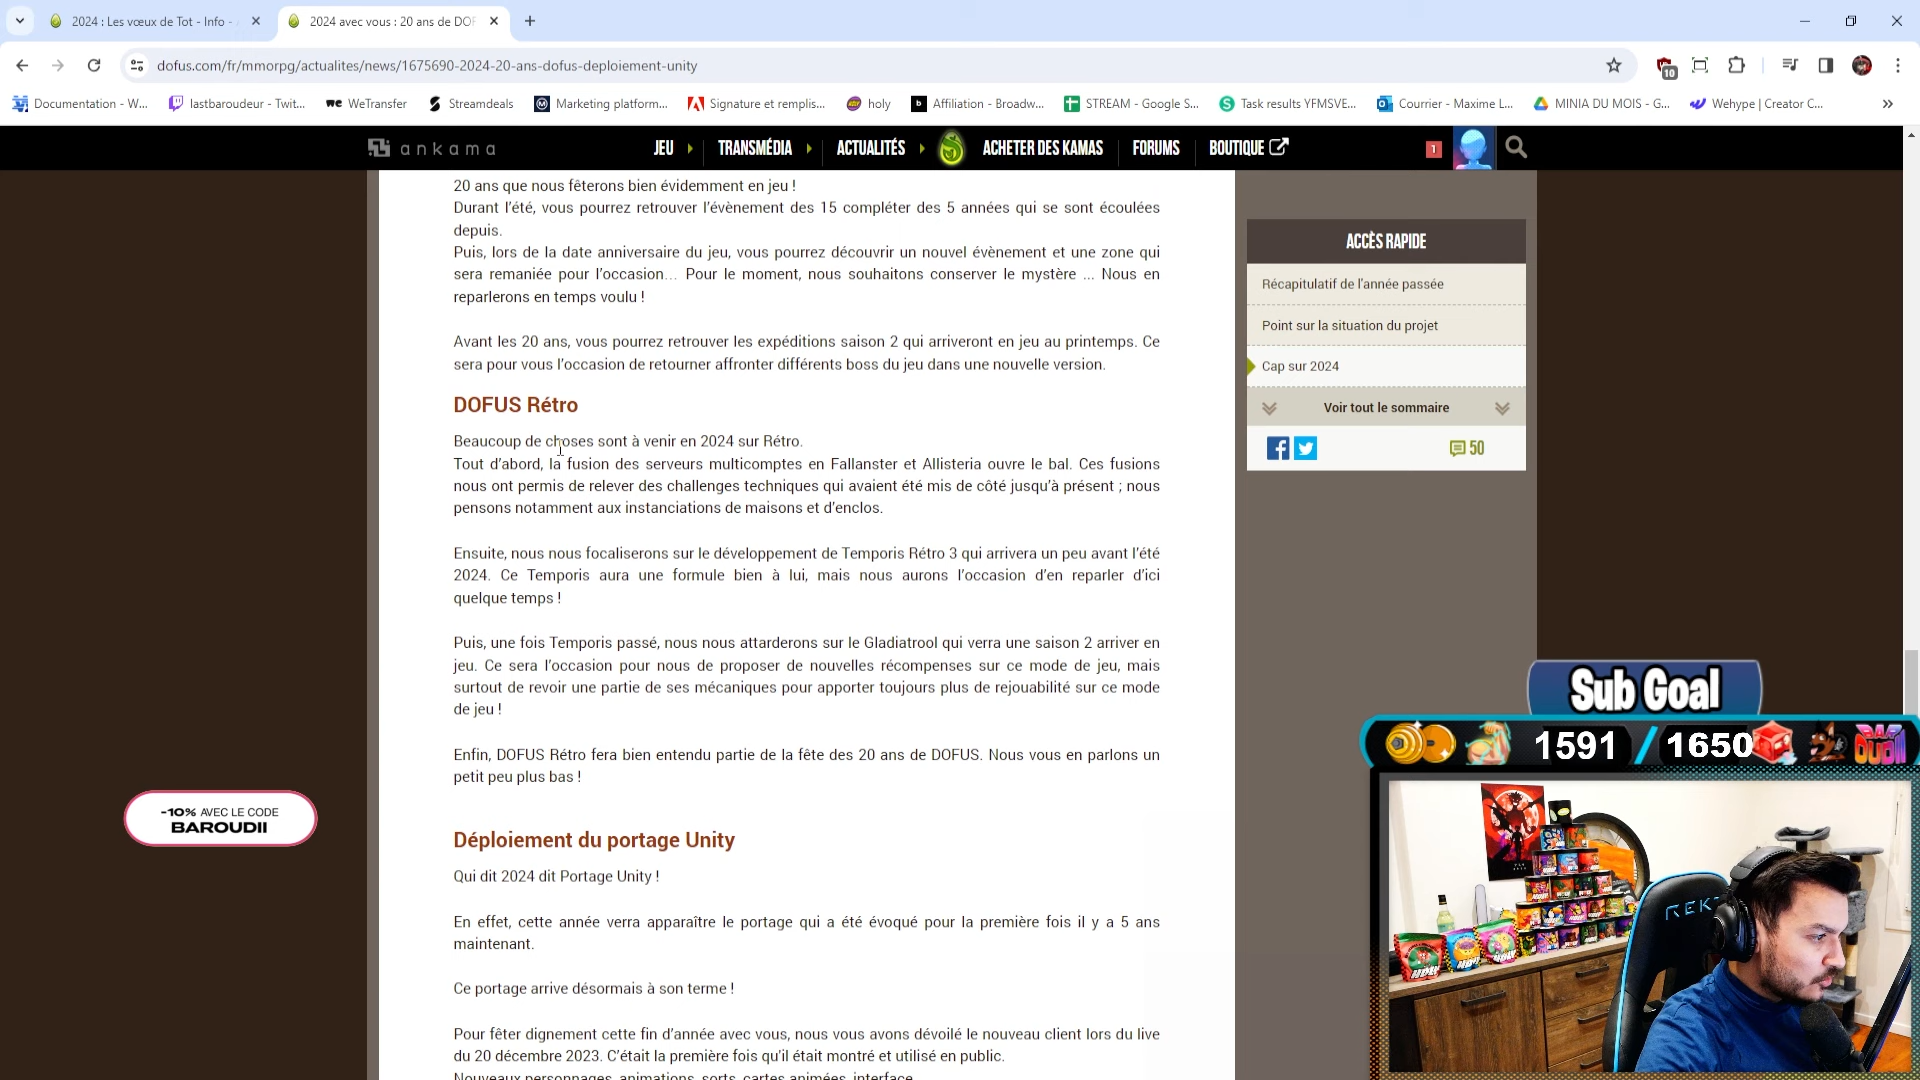 2024 : Les vœux de Tot - Info -
2024 avec vous : 20 ans de DOF
dofus.com/fr/mmorpg/actualites/news/1675690-2024-20-ans-dofus-deploiement-unity
10
Documentation - W...
lastbaroudeur - Twit...
we WeTransfer
Streamdeals
Marketing platform...
Signature et remplis...
holy
Affiliation - Broadw...
STREAM - Google S...
Task results YFMSVE...
Courrier - Maxime L...
MINIA DU MOIS - G...
Wehype | Creator C...
ankama
JEU
TRANSMÉDIA
ACTUALITÉS
ACHETER DES KAMAS
FORUMS
BOUTIQUE
1
20 ans que nous fêterons bien évidemment en jeu !
Durant l'été, vous pourrez retrouver l'évènement des 15 compléter des 5 années qui se sont écoulées
depuis.
Puis, lors de la date anniversaire du jeu, vous pourrez découvrir un nouvel évènement et une zone qui
sera remaniée pour l'occasion... Pour le moment, nous souhaitons conserver le mystère ... Nous en
reparlerons en temps voulu !
Avant les 20 ans, vous pourrez retrouver les expéditions saison 2 qui arriveront en jeu au printemps. Ce
sera pour vous l'occasion de retourner affronter différents boss du jeu dans une nouvelle version.
DOFUS Rétro
Beaucoup de choses sont à venir en 2024 sur Rétro.
Tout d'abord, la fusion des serveurs multicomptes en Fallanster et Allisteria ouvre le bal. Ces fusions
nous ont permis de relever des challenges techniques qui avaient été mis de côté jusqu'à présent ; nous
pensons notamment aux instanciations de maisons et d'enclos.
Ensuite, nous nous focaliserons sur le développement de Temporis Rétro 3 qui arrivera un peu avant l'été
2024. Ce Temporis aura une formule bien à lui, mais nous aurons l'occasion d'en reparler d'ici
quelque temps !
Puis, une fois Temporis passé, nous nous attarderons sur le Gladiatrool qui verra une saison 2 arriver en
jeu. Ce sera l'occasion pour nous de proposer de nouvelles récompenses sur ce mode de jeu, mais
surtout de revoir une partie de ses mécaniques pour apporter toujours plus de rejouabilité sur ce mode
de jeu !
Enfin, DOFUS Rétro fera bien entendu partie de la fête des 20 ans de DOFUS. Nous vous en parlons un
petit peu plus bas !
Déploiement du portage Unity
Qui dit 2024 dit Portage Unity !
En effet, cette année verra apparaître le portage qui a été évoqué pour la première fois il y a 5 ans
maintenant.
Ce portage arrive désormais à son terme !
Pour fêter dignement cette fin d'année avec vous, nous vous avons dévoilé le nouveau client lors du live
du 20 décembre 2023. C'était la première fois qu'il était montré et utilisé en public.
Nouveaux personnages, animations, sorts, cartes animées, interface
ACCÈS RAPIDE
Récapitulatif de l'année passée
Point sur la situation du projet
Cap sur 2024
Voir tout le sommaire
50
-10% AVEC LE CODE
BAROUDII
Sub Goal
1591 / 1650
BAROUDII
REK